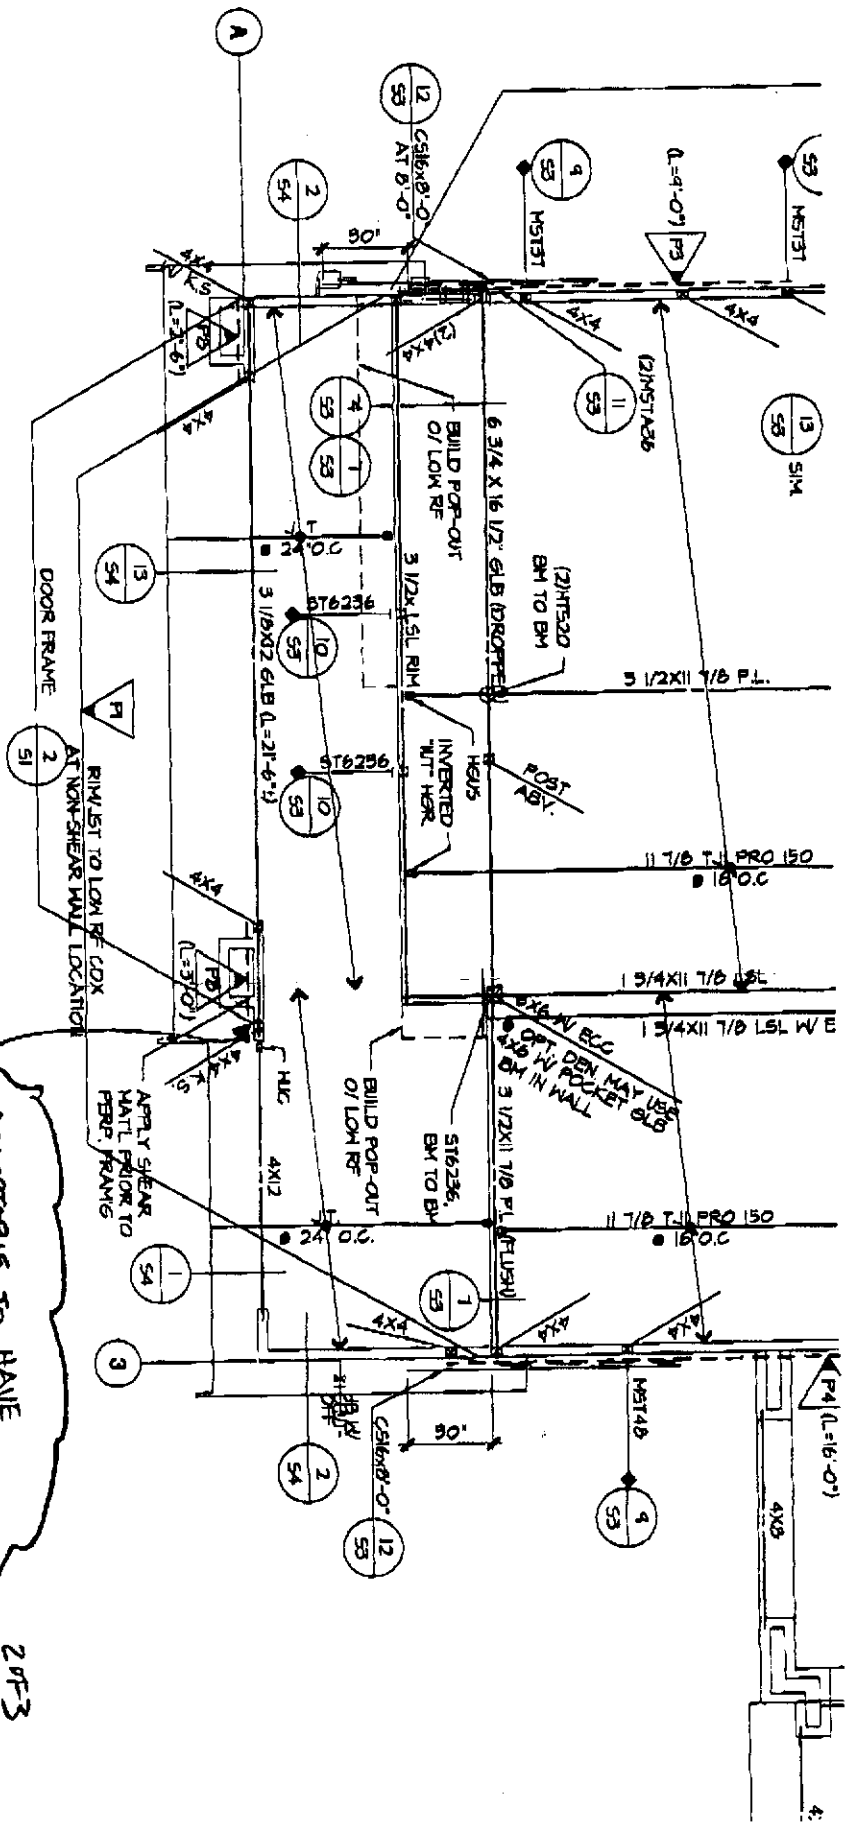 A
12
S3
CS16x8'-0"
AT 8'-0"
2
S4
30"
9
S3
MST37
(L=9'-0")
P3
S3
MST37
4X4
K.S
P8
(L=2'-6")
4X4
(2)4X4
4X4
4X4
(2)MSTA36
11
S3
13
S3
SIM.
4
S3
1
S3
BUILD POP-OUT
O/ LOW RF
6 3/4 X 16 1/2" GLB (DROPPED)
3 1/2X LSL RIM
24"O.C
13
S4
ST6236
10
S3
3 1/8X12 GLB (L=21'-6"±)
(2)HTS20
BM TO BM
3 1/2X11 7/8 P.L.
DOOR FRAME
P1
2
S1
RIM/JST TO LOW RF CDX
AT NON-SHEAR WALL LOCATION
ST6236
10
S3
HGUS
INVERTED
"IUT" HGR
POST
ABV.
11 7/8 TJI PRO 150
16"O.C
4X4
P8
(L=3'-0")
4X4 K.S.
HUC
1 3/4X11 7/8 LSL
1 3/4X11 7/8 LSL W/ E
6X6 W/ ECC
OPT. DEN MAY USE
4X6 W/ POCKET GLB
BM IN WALL
APPLY SHEAR
MAT'L PRIOR TO
PERP. FRAM'G
4X12
BUILD POP-OUT
O/ LOW RF
ST6236,
BM TO BM
3 1/2X11 7/8 P.L. (FLUSH)
24" O.C.
11 7/8 TJI PRO 150
16"O.C
1
S4
7
S3
4X4
4X4
4X4
3
2
S4
30"
CS16x8'-0"
12
S3
MST48
9
S3
P4
(L=16'-0")
4X8
TO HAVE
2 OF 3
4: